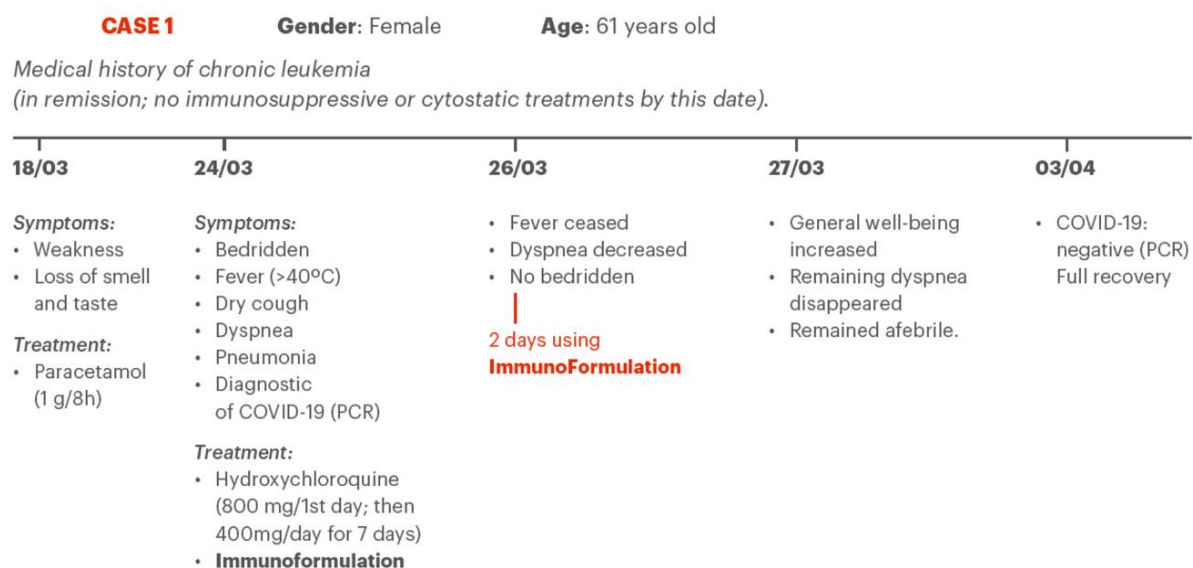 CASE 1 Gender: Female Age: 61 years old
Medical history of chronic leukemia
(in remission; no immunosuppressive or cytostatic treatments by this date).
18/03
Symptoms:
• Weakness
• Loss of smell
and taste
Treatment:
• Paracetamol
(1 g/8h)
24/03
Symptoms:
• Bedridden
• Fever (>40ºC)
• Dry cough
• Dyspnea
• Pneumonia
• Diagnostic
of COVID-19 (PCR)
Treatment:
• Hydroxychloroquine
(800 mg/1st day; then
400mg/day for 7 days)
• Immunoformulation
26/03
• Fever ceased
• Dyspnea decreased
• No bedridden
2 days using
ImmunoFormulation
27/03
• General well-being
increased
• Remaining dyspnea
disappeared
• Remained afebrile.
03/04
• COVID-19:
negative (PCR)
Full recovery